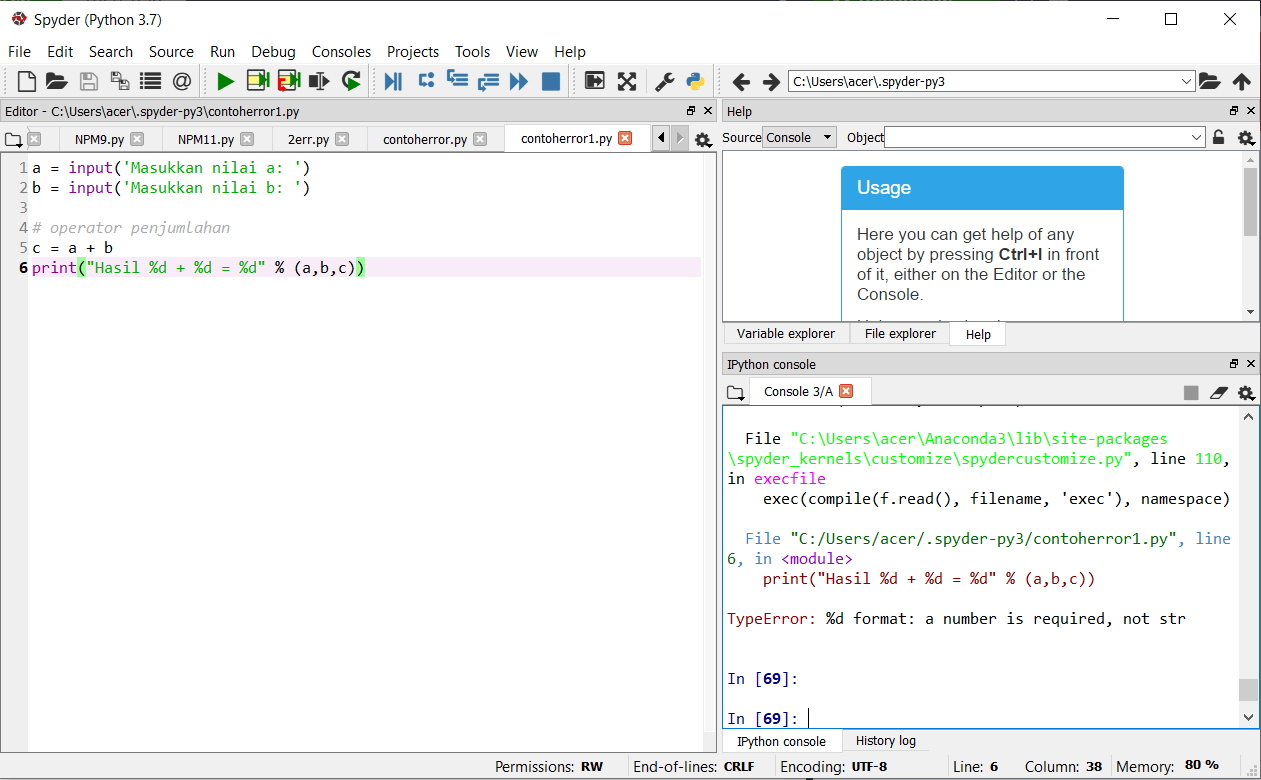 Spyder (Python 3.7)
File Edit Search Source Run Debug Consoles Projects Tools View Help
C:\Users\acer\.spyder-py3
Editor - C:\Users\acer\.spyder-py3\contoherror1.py
NPM9.py NPM11.py 2err.py contoherror.py contoherror1.py
1 a = input('Masukkan nilai a: ')
2 b = input('Masukkan nilai b: ')
3
4 # operator penjumlahan
5 c = a + b
6 print("Hasil %d + %d = %d" % (a,b,c))
Help
Source Console Object
Usage
Here you can get help of any
object by pressing Ctrl+I in front
of it, either on the Editor or the
Console.
Variable explorer File explorer Help
IPython console
Console 3/A
File "C:\Users\acer\Anaconda3\lib\site-packages
\spyder_kernels\customize\spydercustomize.py", line 110,
in execfile
exec(compile(f.read(), filename, 'exec'), namespace)
File "C:/Users/acer/.spyder-py3/contoherror1.py", line
6, in <module>
print("Hasil %d + %d = %d" % (a,b,c))
TypeError: %d format: a number is required, not str
In [69]:
In [69]:
IPython console History log
Permissions: RW End-of-lines: CRLF Encoding: UTF-8 Line: 6 Column: 38 Memory: 80 %